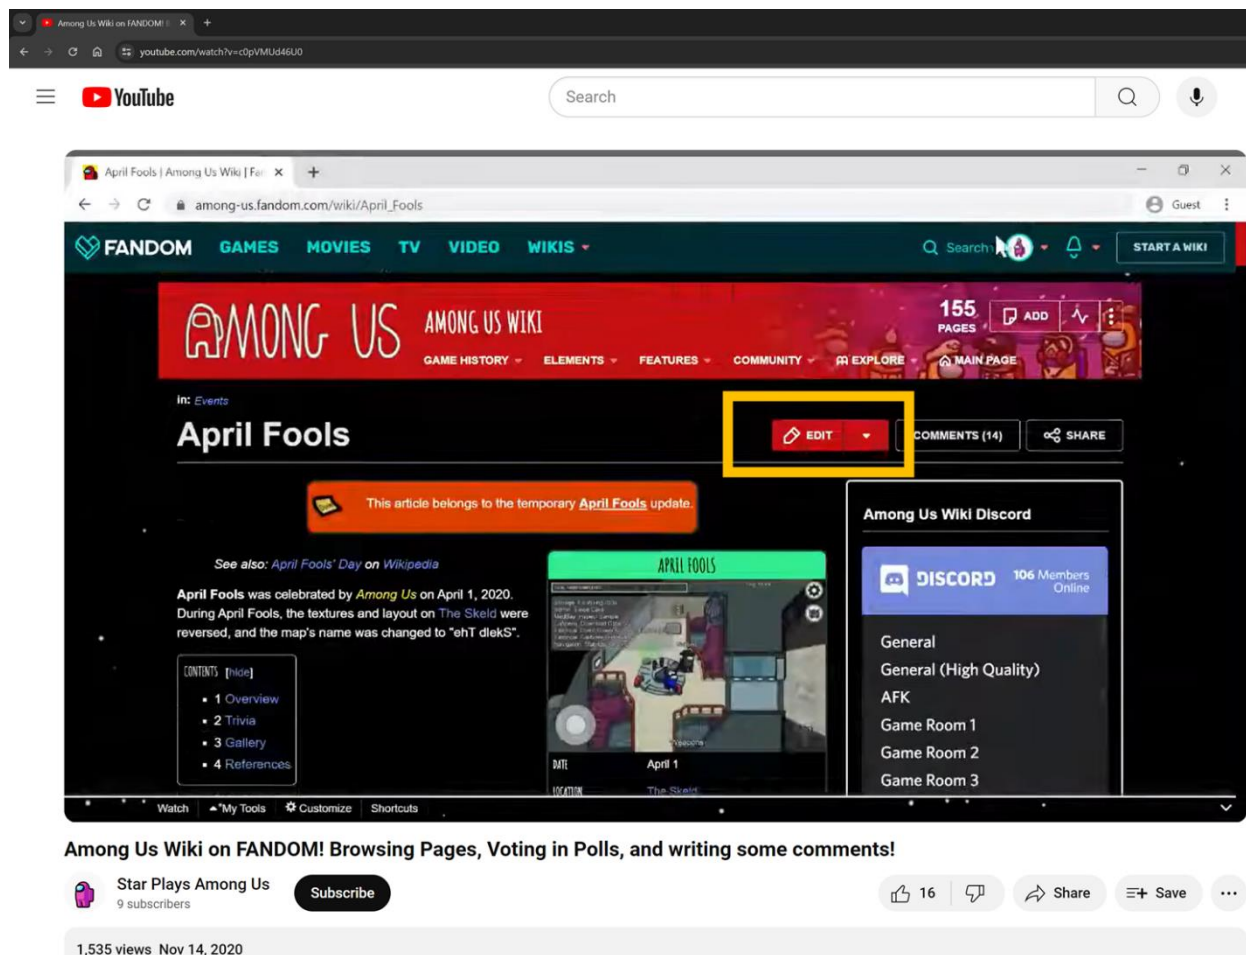 Among Us Wiki on FANDOM! B
youtube.com/watch?v=c0pVMUd46U0
YouTube
Search
April Fools | Among Us Wiki | Fan
among-us.fandom.com/wiki/April_Fools
Guest
FANDOM GAMES MOVIES TV VIDEO WIKIS Search START A WIKI
AMONG US AMONG US WIKI
155 PAGES ADD
GAME HISTORY ELEMENTS FEATURES COMMUNITY EXPLORE MAIN PAGE
in: Events
April Fools
EDIT COMMENTS (14) SHARE
This article belongs to the temporary April Fools update.
See also: April Fools' Day on Wikipedia
April Fools was celebrated by Among Us on April 1, 2020.
During April Fools, the textures and layout on The Skeld were
reversed, and the map's name was changed to "ehT dlekS".
CONTENTS [hide]
1 Overview
2 Trivia
3 Gallery
4 References
APRIL FOOLS
Weapons
DATE April 1
LOCATION The Skeld
Among Us Wiki Discord
DISCORD 106 Members
Online
General
General (High Quality)
AFK
Game Room 1
Game Room 2
Game Room 3
Watch My Tools Customize Shortcuts
Among Us Wiki on FANDOM! Browsing Pages, Voting in Polls, and writing some comments!
Star Plays Among Us
9 subscribers
Subscribe
16 Share Save
1,535 views Nov 14, 2020